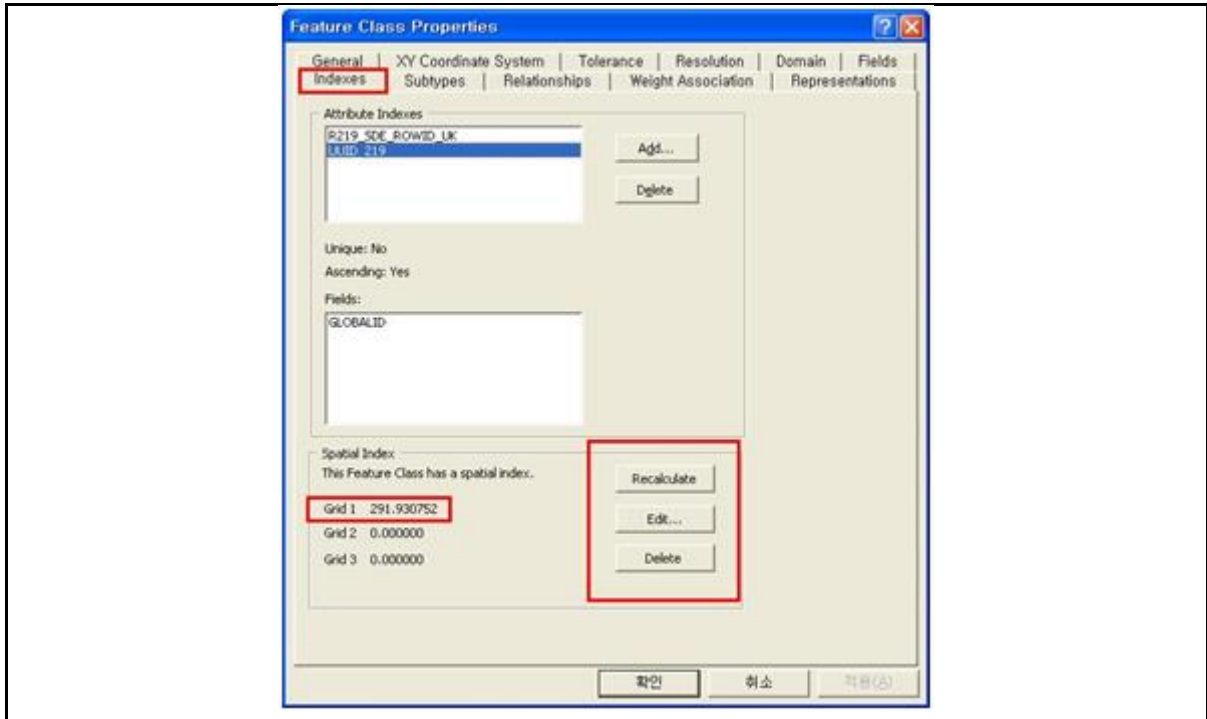 Feature Class Properties
General XY Coordinate System Tolerance Resolution Domain Fields
Indexes Subtypes Relationships Weight Association Representations
Attribute Indexes
R219_SDE_ROWID_UK
UUID_219
Add...
Delete
Unique: No
Ascending: Yes
Fields:
GLOBALID
Spatial Index
This Feature Class has a spatial index.
Recalculate
Grid 1 291.930752
Edit...
Grid 2 0.000000
Grid 3 0.000000
Delete
확인 취소 적용(A)